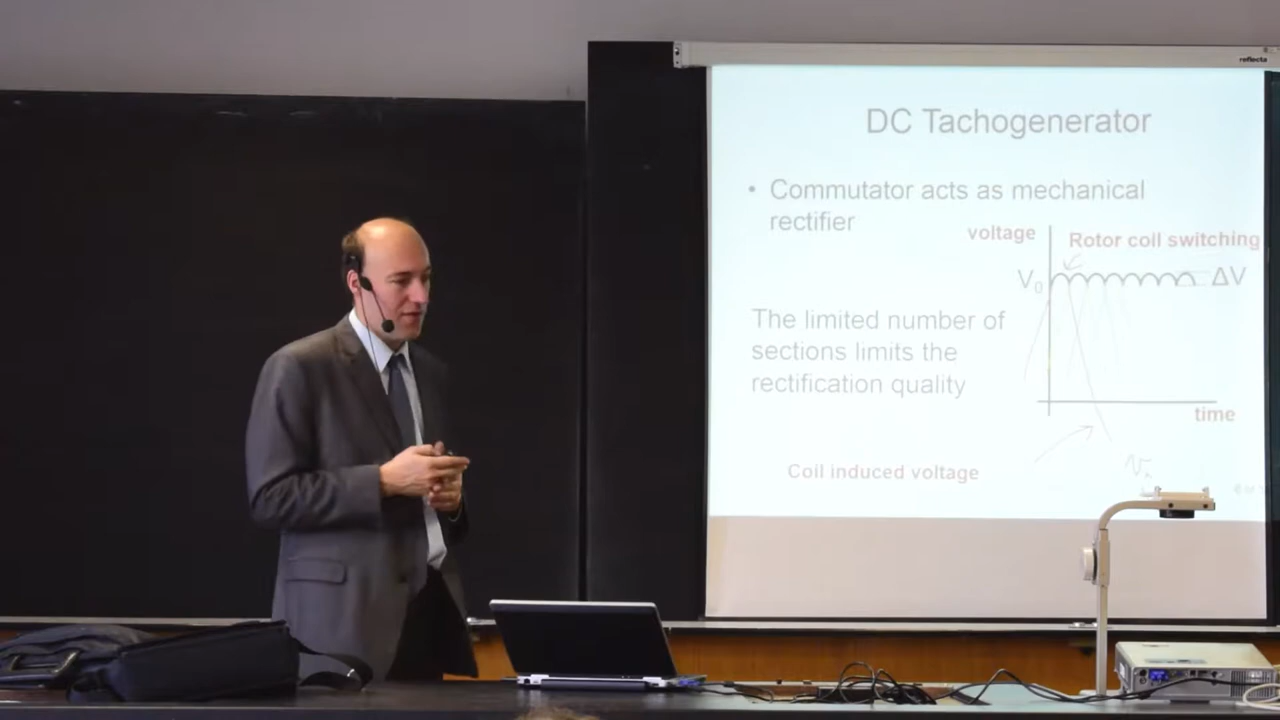 reflecta
DC Tachogenerator
• Commutator acts as mechanical
rectifier
voltage
Rotor coil switching
V₀
ΔV
The limited number of
sections limits the
rectification quality
time
Coil induced voltage